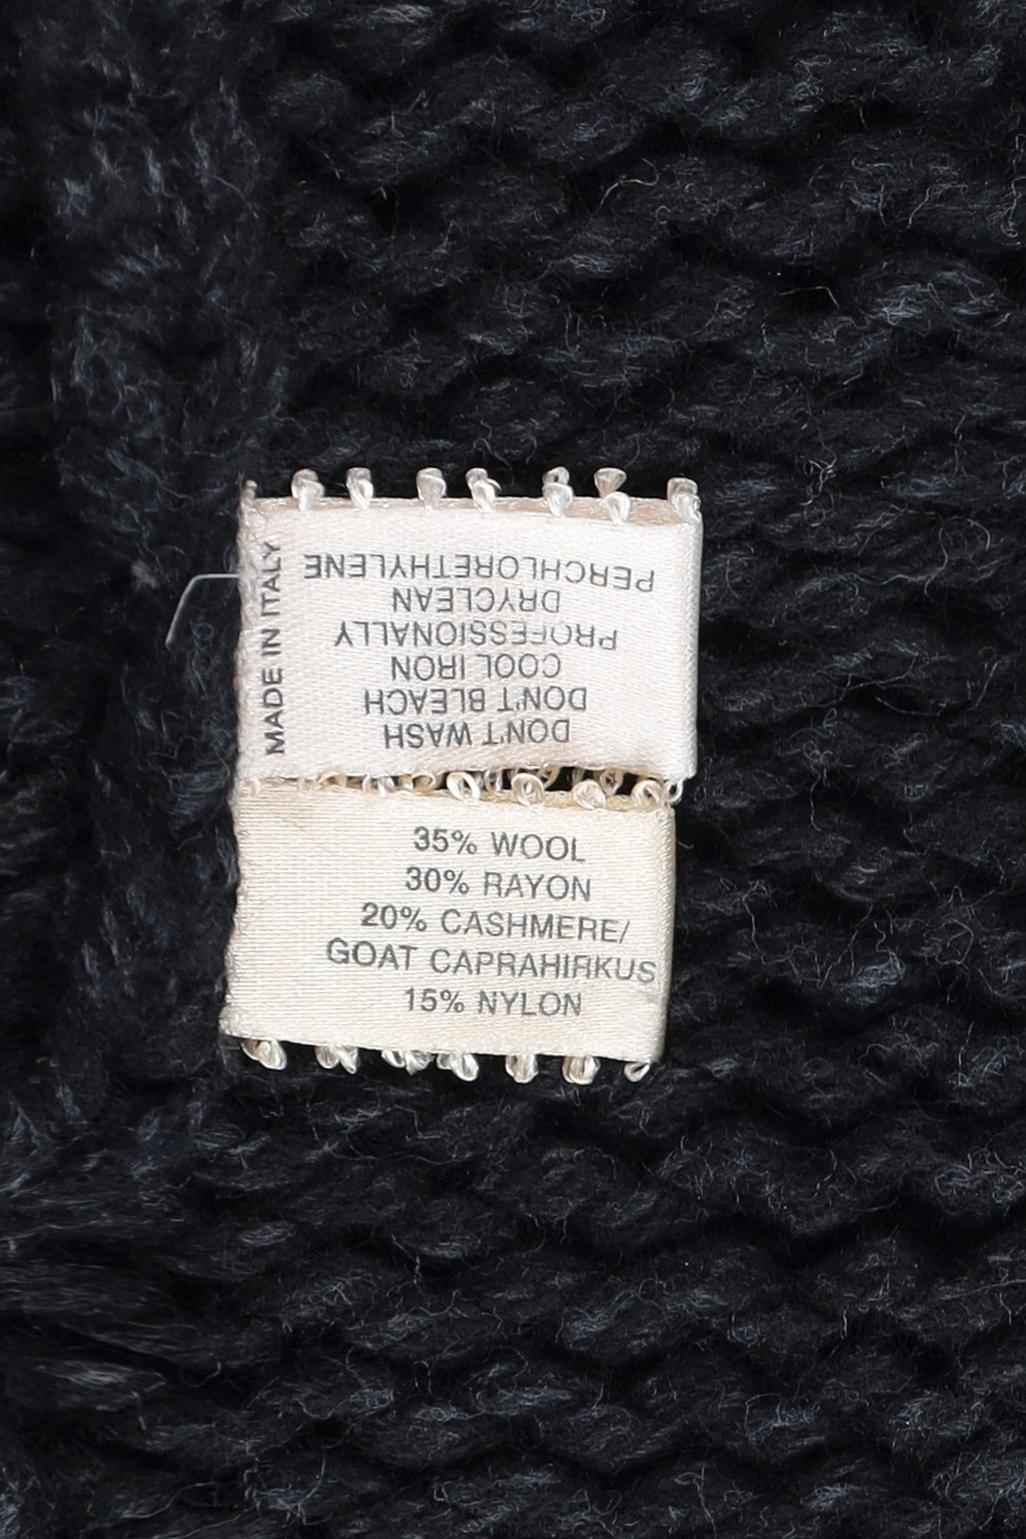 MADE IN ITALY
DON'T WASH
DON'T BLEACH
COOL IRON
PROFESSIONALLY
DRYCLEAN
PERCHLORETHYLENE
35% WOOL
30% RAYON
20% CASHMERE/
GOAT CAPRAHIRKUS
15% NYLON